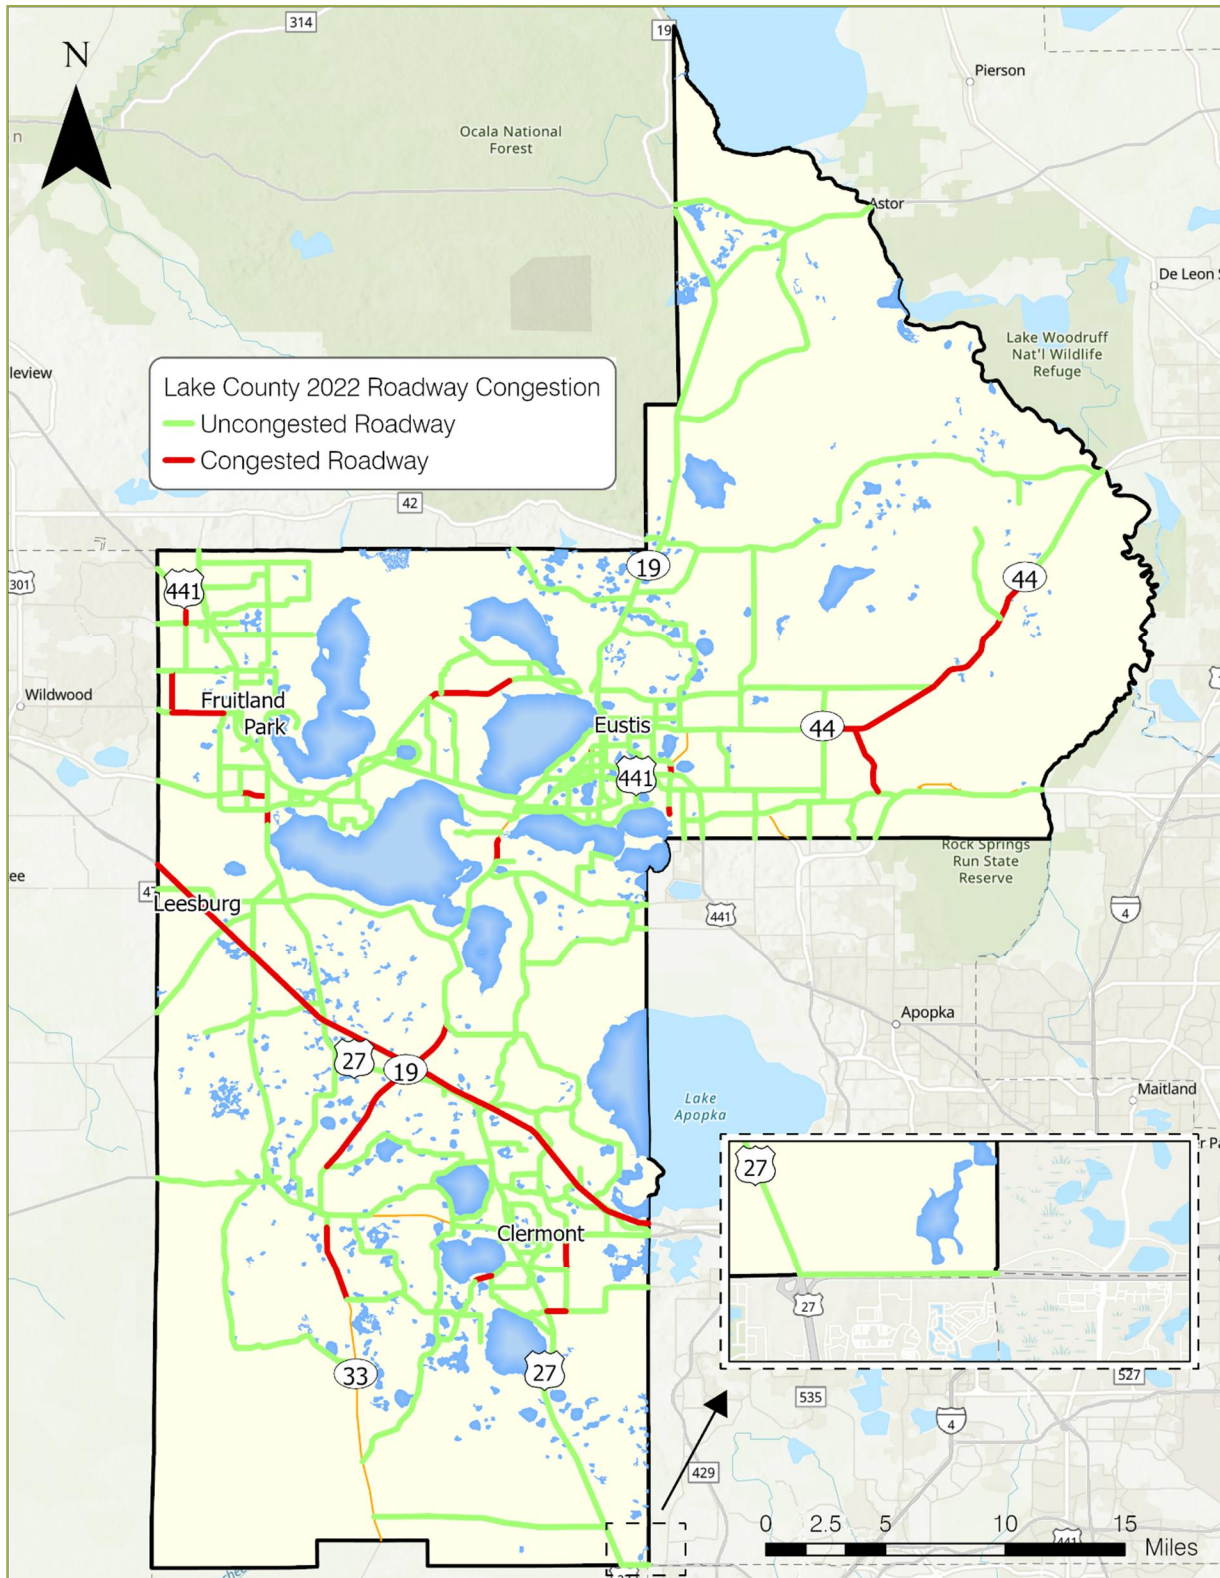 314
19
Pierson
N
Ocala National
Forest
Astor
De Leon S
Lake Woodruff
Nat'l Wildlife
Refuge
leview
Lake County 2022 Roadway Congestion
Uncongested Roadway
Congested Roadway
42
301
441
19
44
Wildwood
Fruitland
Park
Eustis
44
441
Rock Springs
Run State
Reserve
ee
Leesburg
441
4
Apopka
27
19
Lake
Apopka
Maitland
27
Clermont
27
33
27
535
527
4
429
0 2.5 5 10 15
Miles
441